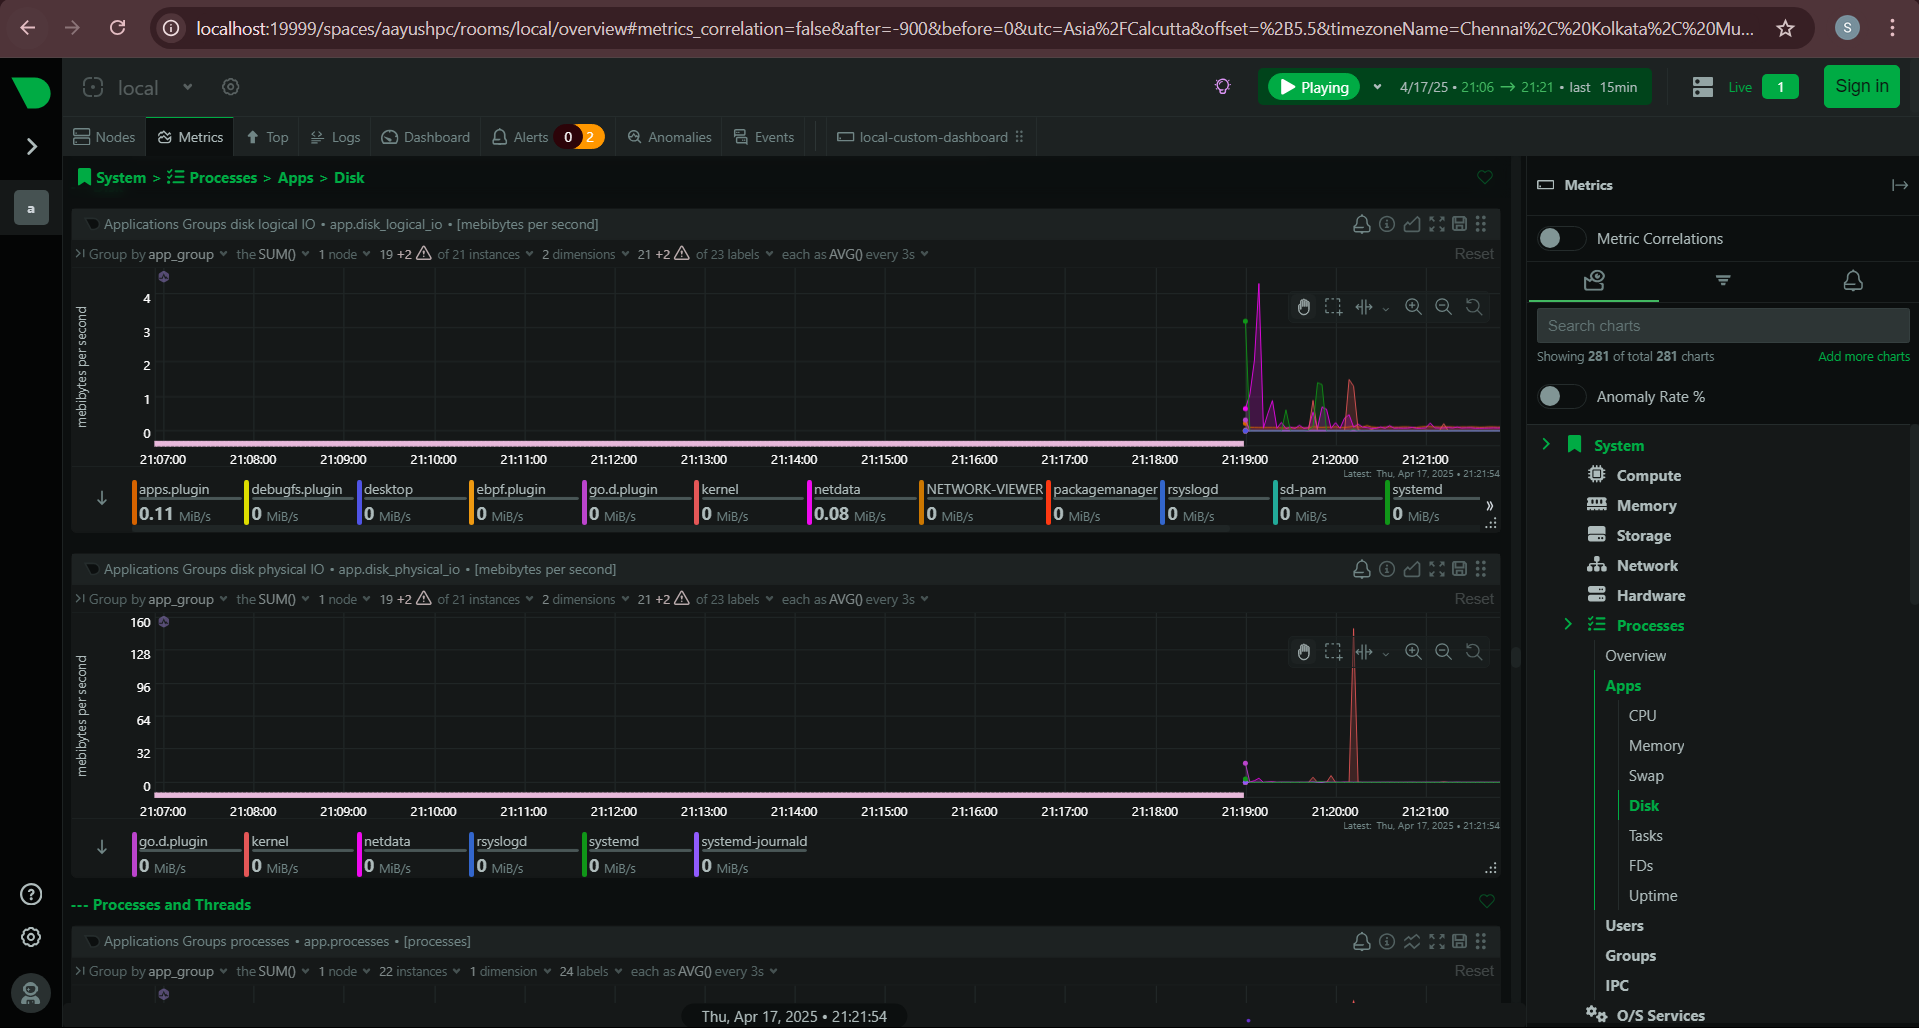 localhost:19999/spaces/aayushpc/rooms/local/overview#metrics_correlation=false&after=-900&before=0&utc=Asia%2FCalcutta&offset=%2B5.5&timezoneName=Chennai%2C%20Kolkata%2C%20Mu...
S
local
Playing
4/17/25 • 21:06 → 21:21 • last 15min
Live
1
Sign in
Nodes
Metrics
Top
Logs
Dashboard
Alerts
0
2
Anomalies
Events
local-custom-dashboard
a
System > Processes > Apps > Disk
Applications Groups disk logical IO • app.disk_logical_io • [mebibytes per second]
Group by app_group the SUM() 1 node 19 +2 of 21 instances 2 dimensions 21 +2 of 23 labels each as AVG() every 3s
Reset
mebibytes per second
4
3
2
1
0
21:07:00 21:08:00 21:09:00 21:10:00 21:11:00 21:12:00 21:13:00 21:14:00 21:15:00 21:16:00 21:17:00 21:18:00 21:19:00 21:20:00 21:21:00
Latest: Thu, Apr 17, 2025 • 21:21:54
apps.plugin debugfs.plugin desktop ebpf.plugin go.d.plugin kernel netdata NETWORK-VIEWER packagemanager rsyslogd sd-pam systemd
0.11 MiB/s 0 MiB/s 0 MiB/s 0 MiB/s 0 MiB/s 0 MiB/s 0.08 MiB/s 0 MiB/s 0 MiB/s 0 MiB/s 0 MiB/s 0 MiB/s
Applications Groups disk physical IO • app.disk_physical_io • [mebibytes per second]
Group by app_group the SUM() 1 node 19 +2 of 21 instances 2 dimensions 21 +2 of 23 labels each as AVG() every 3s
Reset
mebibytes per second
160
128
96
64
32
0
21:07:00 21:08:00 21:09:00 21:10:00 21:11:00 21:12:00 21:13:00 21:14:00 21:15:00 21:16:00 21:17:00 21:18:00 21:19:00 21:20:00 21:21:00
Latest: Thu, Apr 17, 2025 • 21:21:54
go.d.plugin kernel netdata rsyslogd systemd systemd-journald
0 MiB/s 0 MiB/s 0 MiB/s 0 MiB/s 0 MiB/s 0 MiB/s
--- Processes and Threads
Applications Groups processes • app.processes • [processes]
Group by app_group the SUM() 1 node 22 instances 1 dimension 24 labels each as AVG() every 3s
Reset
Thu, Apr 17, 2025 • 21:21:54
Metrics
Metric Correlations
Search charts
Showing 281 of total 281 charts
Add more charts
Anomaly Rate %
System
Compute
Memory
Storage
Network
Hardware
Processes
Overview
Apps
CPU
Memory
Swap
Disk
Tasks
FDs
Uptime
Users
Groups
IPC
O/S Services